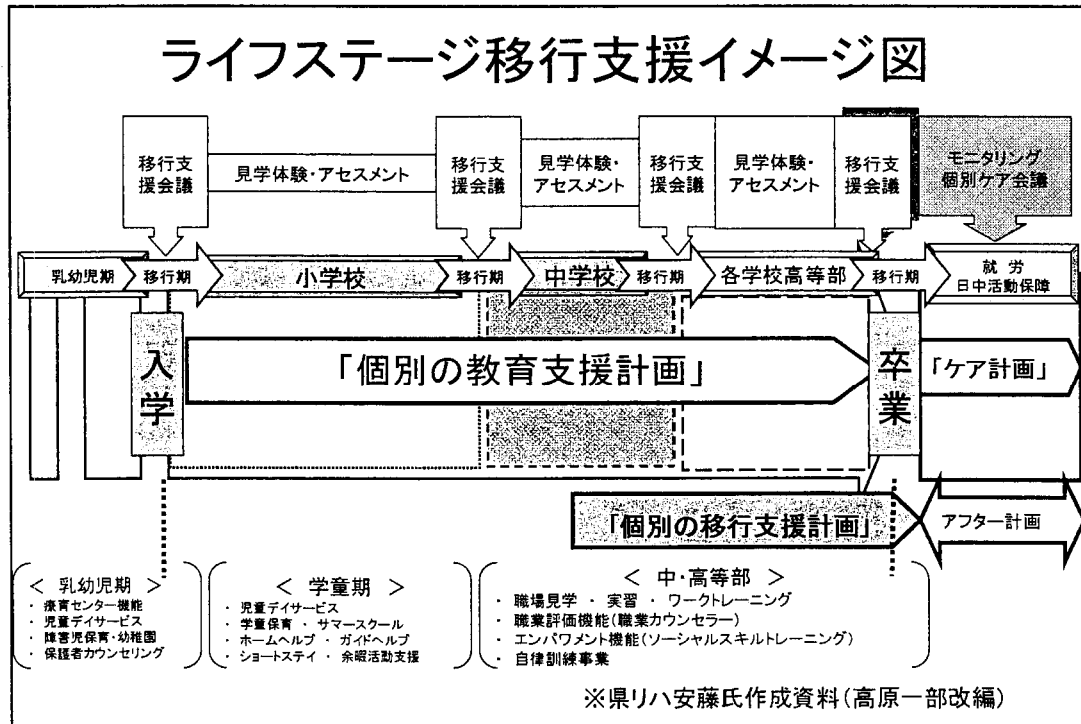 ライフステージ移行支援イメージ図
移行支
援会議
見学体験・アセスメント
移行支
援会議
見学体験・
アセスメント
移行支
援会議
見学体験・
アセスメント
移行支
援会議
モニタリング
個別ケア会議
乳幼児期
移行期
小学校
移行期
中学校
移行期
各学校高等部
移行期
就 労
日中活動保障
入学
「個別の教育支援計画」
卒業
「ケア計画」
「個別の移行支援計画」
アフター計画
＜ 乳幼児期 ＞
・ 療育センター機能
・ 児童デイサービス
・ 障害児保育・幼稚園
・ 保護者カウンセリング
＜ 学童期 ＞
・ 児童デイサービス
・ 学童保育 ・ サマースクール
・ ホームヘルプ ・ ガイドヘルプ
・ ショートステイ ・ 余暇活動支援
＜ 中・高等部 ＞
・ 職場見学 ・ 実習 ・ ワークトレーニング
・ 職業評価機能(職業カウンセラー)
・ エンパワメント機能(ソーシャルスキルトレーニング)
・ 自律訓練事業
※県リハ安藤氏作成資料(高原一部改編)